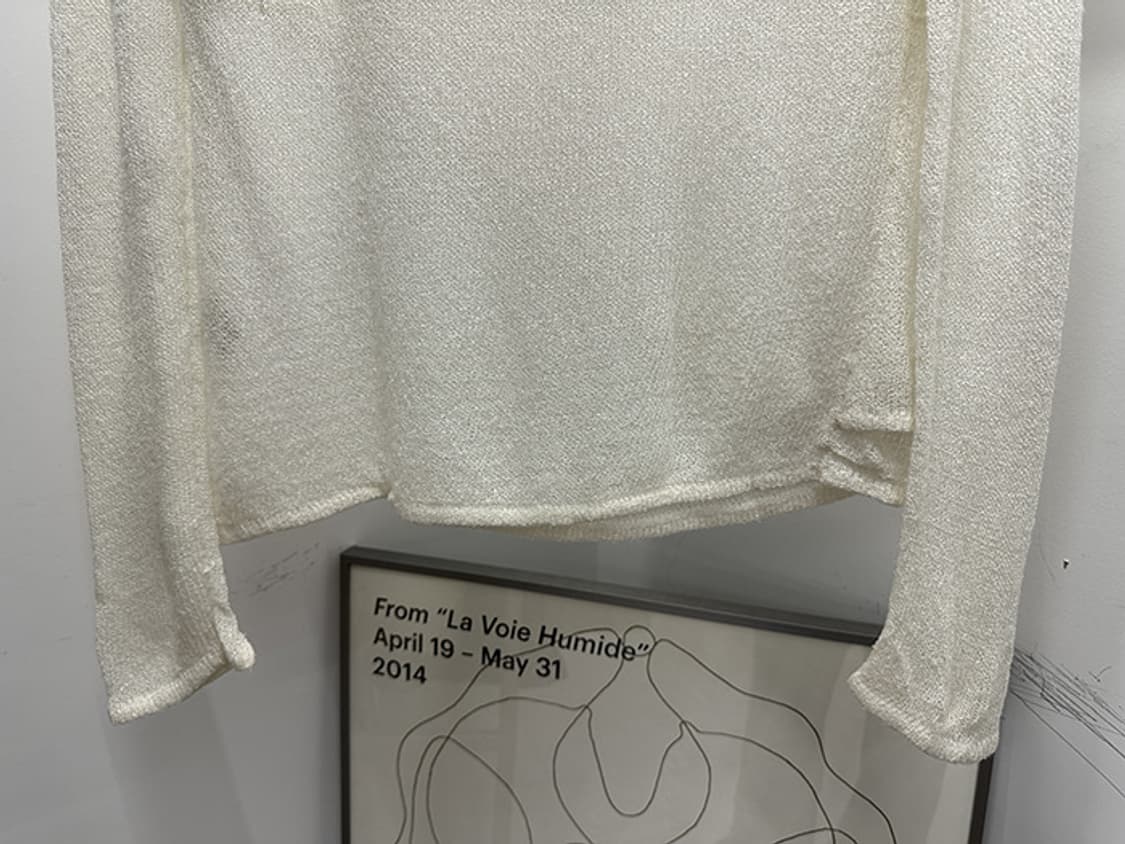 From “La Voie Humide”
April 19 – May 31
2014